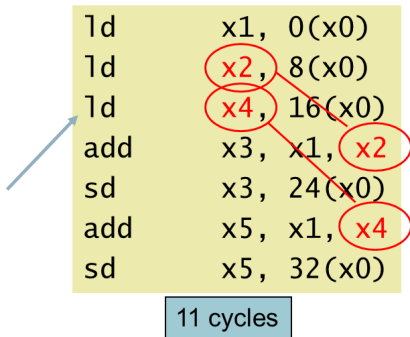 ld x1, 0(x0)
ld x2, 8(x0)
ld x4, 16(x0)
add x3, x1, x2
sd x3, 24(x0)
add x5, x1, x4
sd x5, 32(x0)
11 cycles